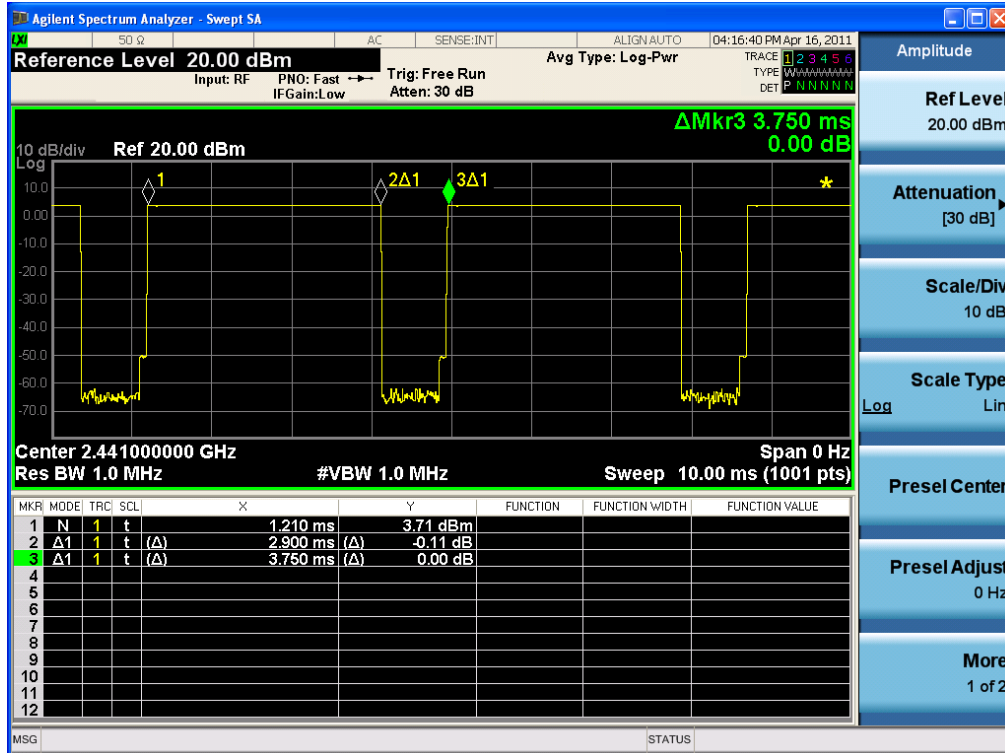 Agilent Spectrum Analyzer - Swept SA
LXI 50 Ω AC SENSE:INT ALIGN AUTO 04:16:40 PM Apr 16, 2011
Reference Level 20.00 dBm
Input: RF PNO: Fast Trig: Free Run Avg Type: Log-Pwr TRACE 1 2 3 4 5 6
IFGain:Low Atten: 30 dB TYPE WWWWWW
DET P N N N N N
ΔMkr3 3.750 ms
0.00 dB
10 dB/div Ref 20.00 dBm
Log
1 2Δ1 3Δ1 *
10.0
0.00
-10.0
-20.0
-30.0
-40.0
-50.0
-60.0
-70.0
Center 2.441000000 GHz Span 0 Hz
Res BW 1.0 MHz #VBW 1.0 MHz Sweep 10.00 ms (1001 pts)
MKR MODE TRC SCL X Y FUNCTION FUNCTION WIDTH FUNCTION VALUE
1 N 1 t 1.210 ms 3.71 dBm
2 Δ1 1 t (Δ) 2.900 ms (Δ) -0.11 dB
3 Δ1 1 t (Δ) 3.750 ms (Δ) 0.00 dB
4
5
6
7
8
9
10
11
12
MSG STATUS
Amplitude
Ref Level
20.00 dBm
Attenuation
[30 dB]
Scale/Div
10 dB
Scale Type
Log Lin
Presel Center
Presel Adjust
0 Hz
More
1 of 2